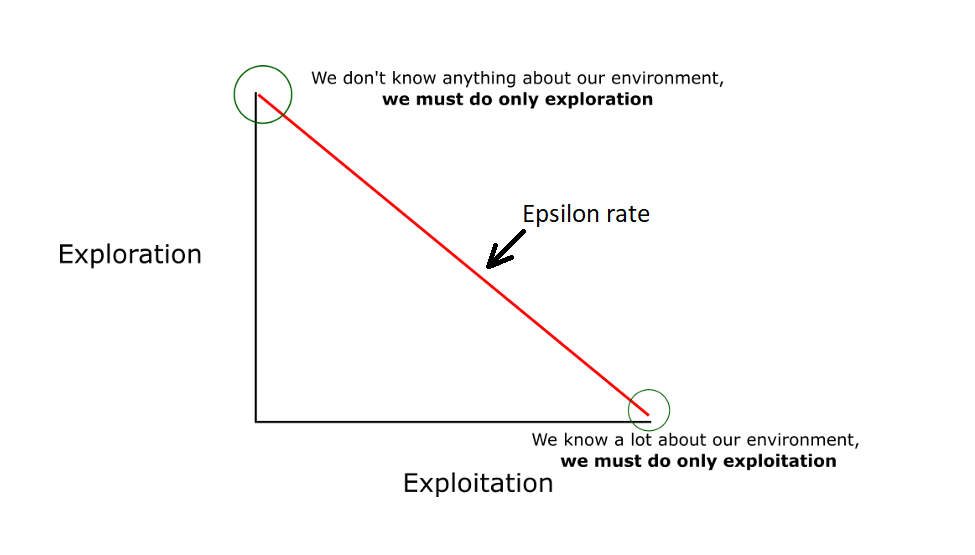 We don't know anything about our environment,
we must do only exploration
Epsilon rate
Exploration
We know a lot about our environment,
we must do only exploitation
Exploitation